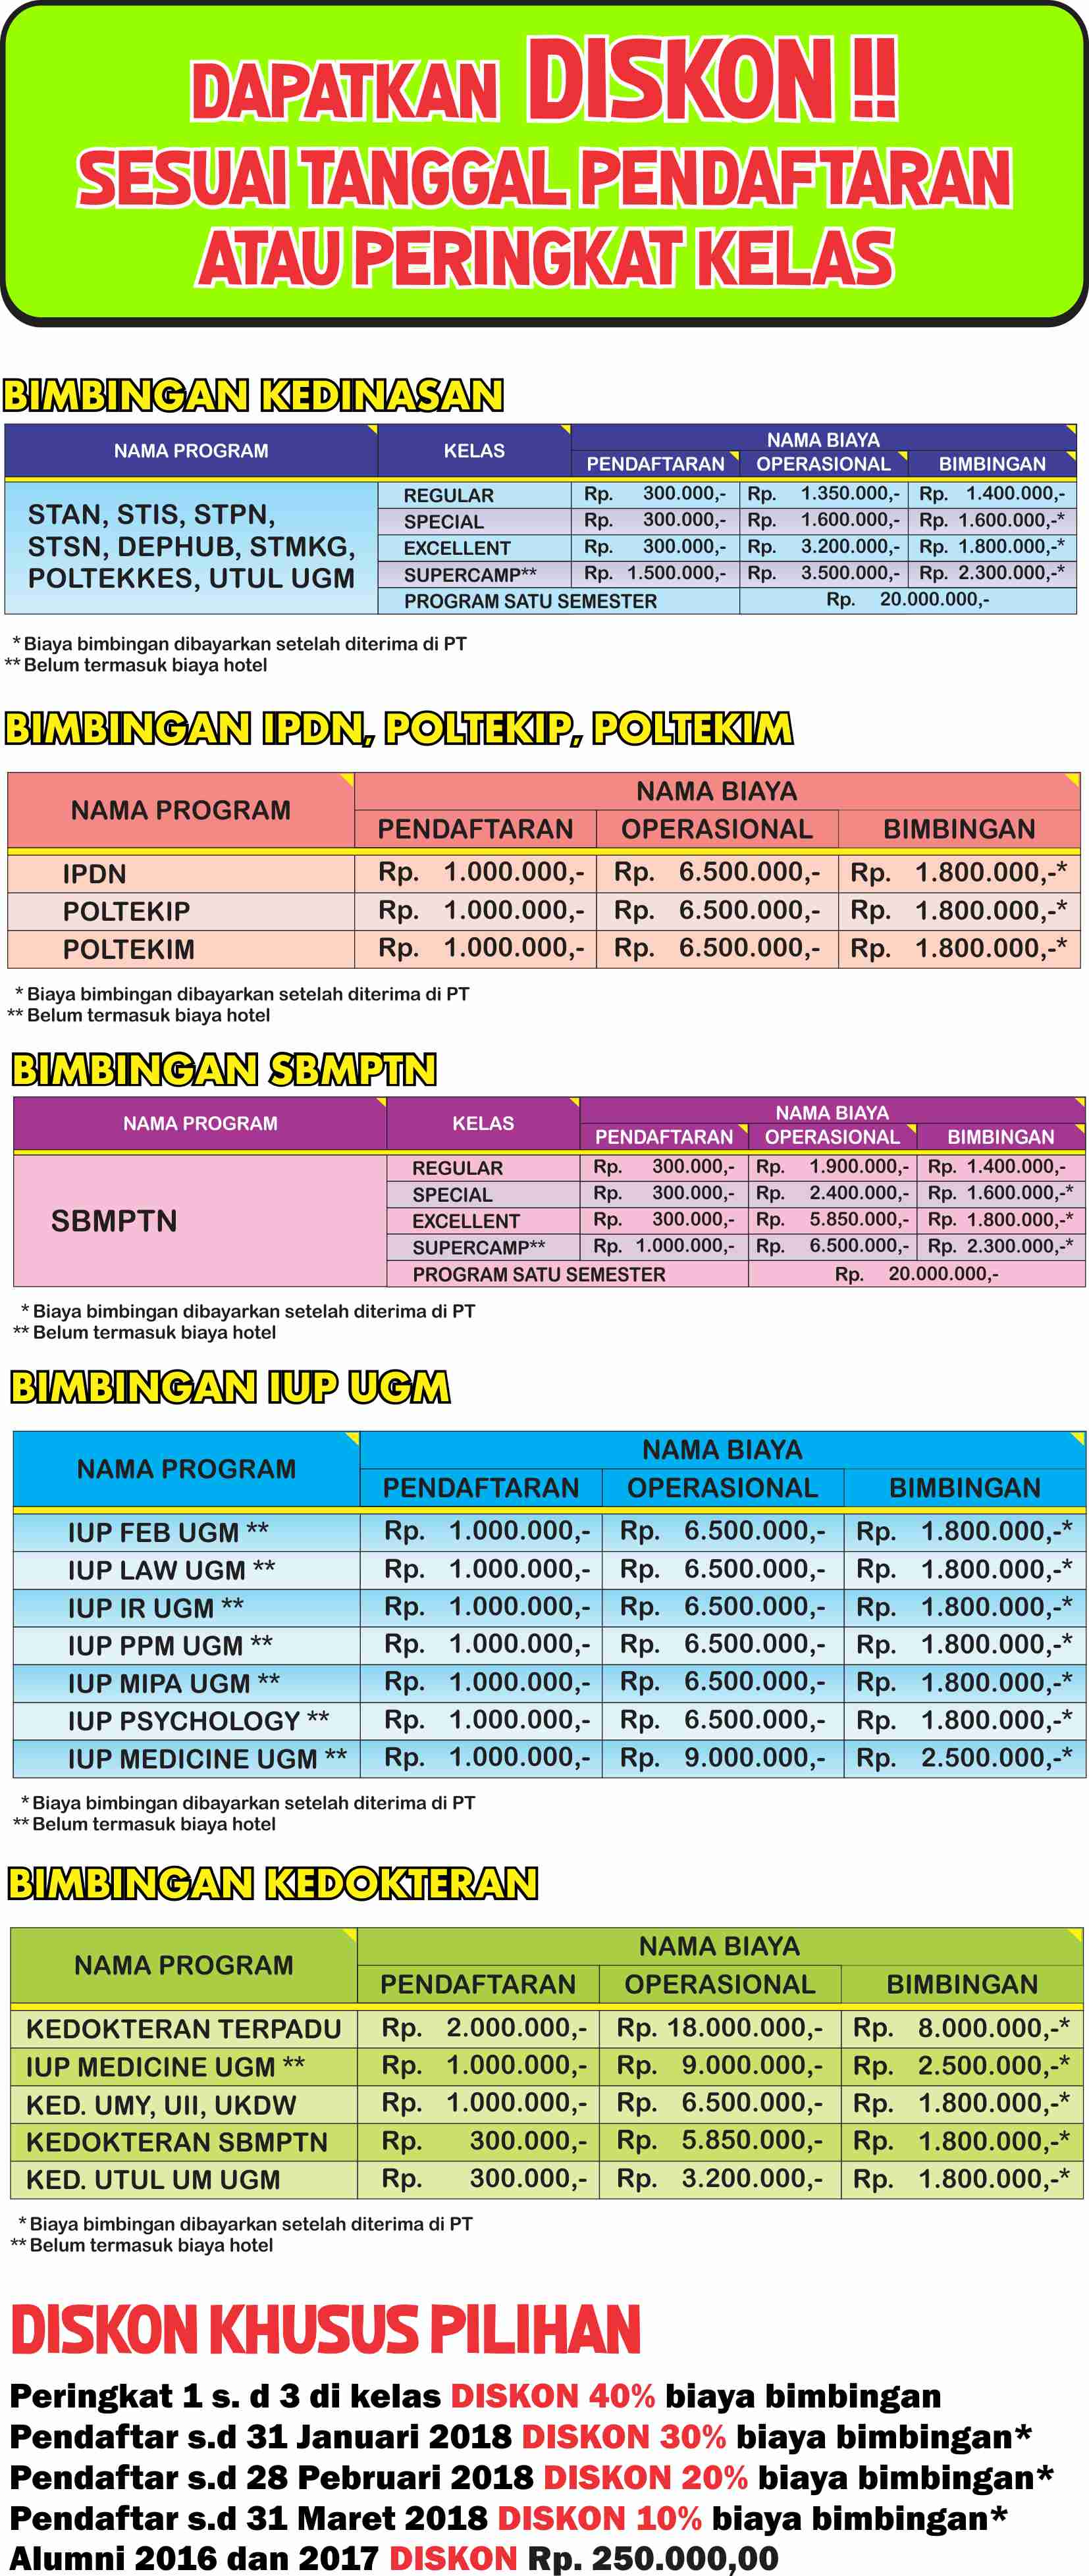 DAPATKAN DISKON !!
SESUAI TANGGAL PENDAFTARAN
ATAU PERINGKAT KELAS
BIMBINGAN KEDINASAN
NAMA PROGRAM KELAS NAMA BIAYA
PENDAFTARAN OPERASIONAL BIMBINGAN
STAN, STIS, STPN,
STSN, DEPHUB, STMKG,
POLTEKKES, UTUL UGM
REGULAR Rp. 300.000,- Rp. 1.350.000,- Rp. 1.400.000,-
SPECIAL Rp. 300.000,- Rp. 1.600.000,- Rp. 1.600.000,-*
EXCELLENT Rp. 300.000,- Rp. 3.200.000,- Rp. 1.800.000,-*
SUPERCAMP** Rp. 1.500.000,- Rp. 3.500.000,- Rp. 2.300.000,-*
PROGRAM SATU SEMESTER Rp. 20.000.000,-
* Biaya bimbingan dibayarkan setelah diterima di PT
** Belum termasuk biaya hotel
BIMBINGAN IPDN, POLTEKIP, POLTEKIM
NAMA PROGRAM NAMA BIAYA
PENDAFTARAN OPERASIONAL BIMBINGAN
IPDN Rp. 1.000.000,- Rp. 6.500.000,- Rp. 1.800.000,-*
POLTEKIP Rp. 1.000.000,- Rp. 6.500.000,- Rp. 1.800.000,-*
POLTEKIM Rp. 1.000.000,- Rp. 6.500.000,- Rp. 1.800.000,-*
* Biaya bimbingan dibayarkan setelah diterima di PT
** Belum termasuk biaya hotel
BIMBINGAN SBMPTN
NAMA PROGRAM KELAS NAMA BIAYA
PENDAFTARAN OPERASIONAL BIMBINGAN
SBMPTN
REGULAR Rp. 300.000,- Rp. 1.900.000,- Rp. 1.400.000,-
SPECIAL Rp. 300.000,- Rp. 2.400.000,- Rp. 1.600.000,-*
EXCELLENT Rp. 300.000,- Rp. 5.850.000,- Rp. 1.800.000,-*
SUPERCAMP** Rp. 1.000.000,- Rp. 6.500.000,- Rp. 2.300.000,-*
PROGRAM SATU SEMESTER Rp. 20.000.000,-
* Biaya bimbingan dibayarkan setelah diterima di PT
** Belum termasuk biaya hotel
BIMBINGAN IUP UGM
NAMA PROGRAM NAMA BIAYA
PENDAFTARAN OPERASIONAL BIMBINGAN
IUP FEB UGM ** Rp. 1.000.000,- Rp. 6.500.000,- Rp. 1.800.000,-*
IUP LAW UGM ** Rp. 1.000.000,- Rp. 6.500.000,- Rp. 1.800.000,-*
IUP IR UGM ** Rp. 1.000.000,- Rp. 6.500.000,- Rp. 1.800.000,-*
IUP PPM UGM ** Rp. 1.000.000,- Rp. 6.500.000,- Rp. 1.800.000,-*
IUP MIPA UGM ** Rp. 1.000.000,- Rp. 6.500.000,- Rp. 1.800.000,-*
IUP PSYCHOLOGY ** Rp. 1.000.000,- Rp. 6.500.000,- Rp. 1.800.000,-*
IUP MEDICINE UGM ** Rp. 1.000.000,- Rp. 9.000.000,- Rp. 2.500.000,-*
* Biaya bimbingan dibayarkan setelah diterima di PT
** Belum termasuk biaya hotel
BIMBINGAN KEDOKTERAN
NAMA PROGRAM NAMA BIAYA
PENDAFTARAN OPERASIONAL BIMBINGAN
KEDOKTERAN TERPADU Rp. 2.000.000,- Rp. 18.000.000,- Rp. 8.000.000,-*
IUP MEDICINE UGM ** Rp. 1.000.000,- Rp. 9.000.000,- Rp. 2.500.000,-*
KED. UMY, UII, UKDW Rp. 1.000.000,- Rp. 6.500.000,- Rp. 1.800.000,-*
KEDOKTERAN SBMPTN Rp. 300.000,- Rp. 5.850.000,- Rp. 1.800.000,-*
KED. UTUL UM UGM Rp. 300.000,- Rp. 3.200.000,- Rp. 1.800.000,-*
* Biaya bimbingan dibayarkan setelah diterima di PT
** Belum termasuk biaya hotel
DISKON KHUSUS PILIHAN
Peringkat 1 s. d 3 di kelas DISKON 40% biaya bimbingan
Pendaftar s.d 31 Januari 2018 DISKON 30% biaya bimbingan*
Pendaftar s.d 28 Pebruari 2018 DISKON 20% biaya bimbingan*
Pendaftar s.d 31 Maret 2018 DISKON 10% biaya bimbingan*
Alumni 2016 dan 2017 DISKON Rp. 250.000,00